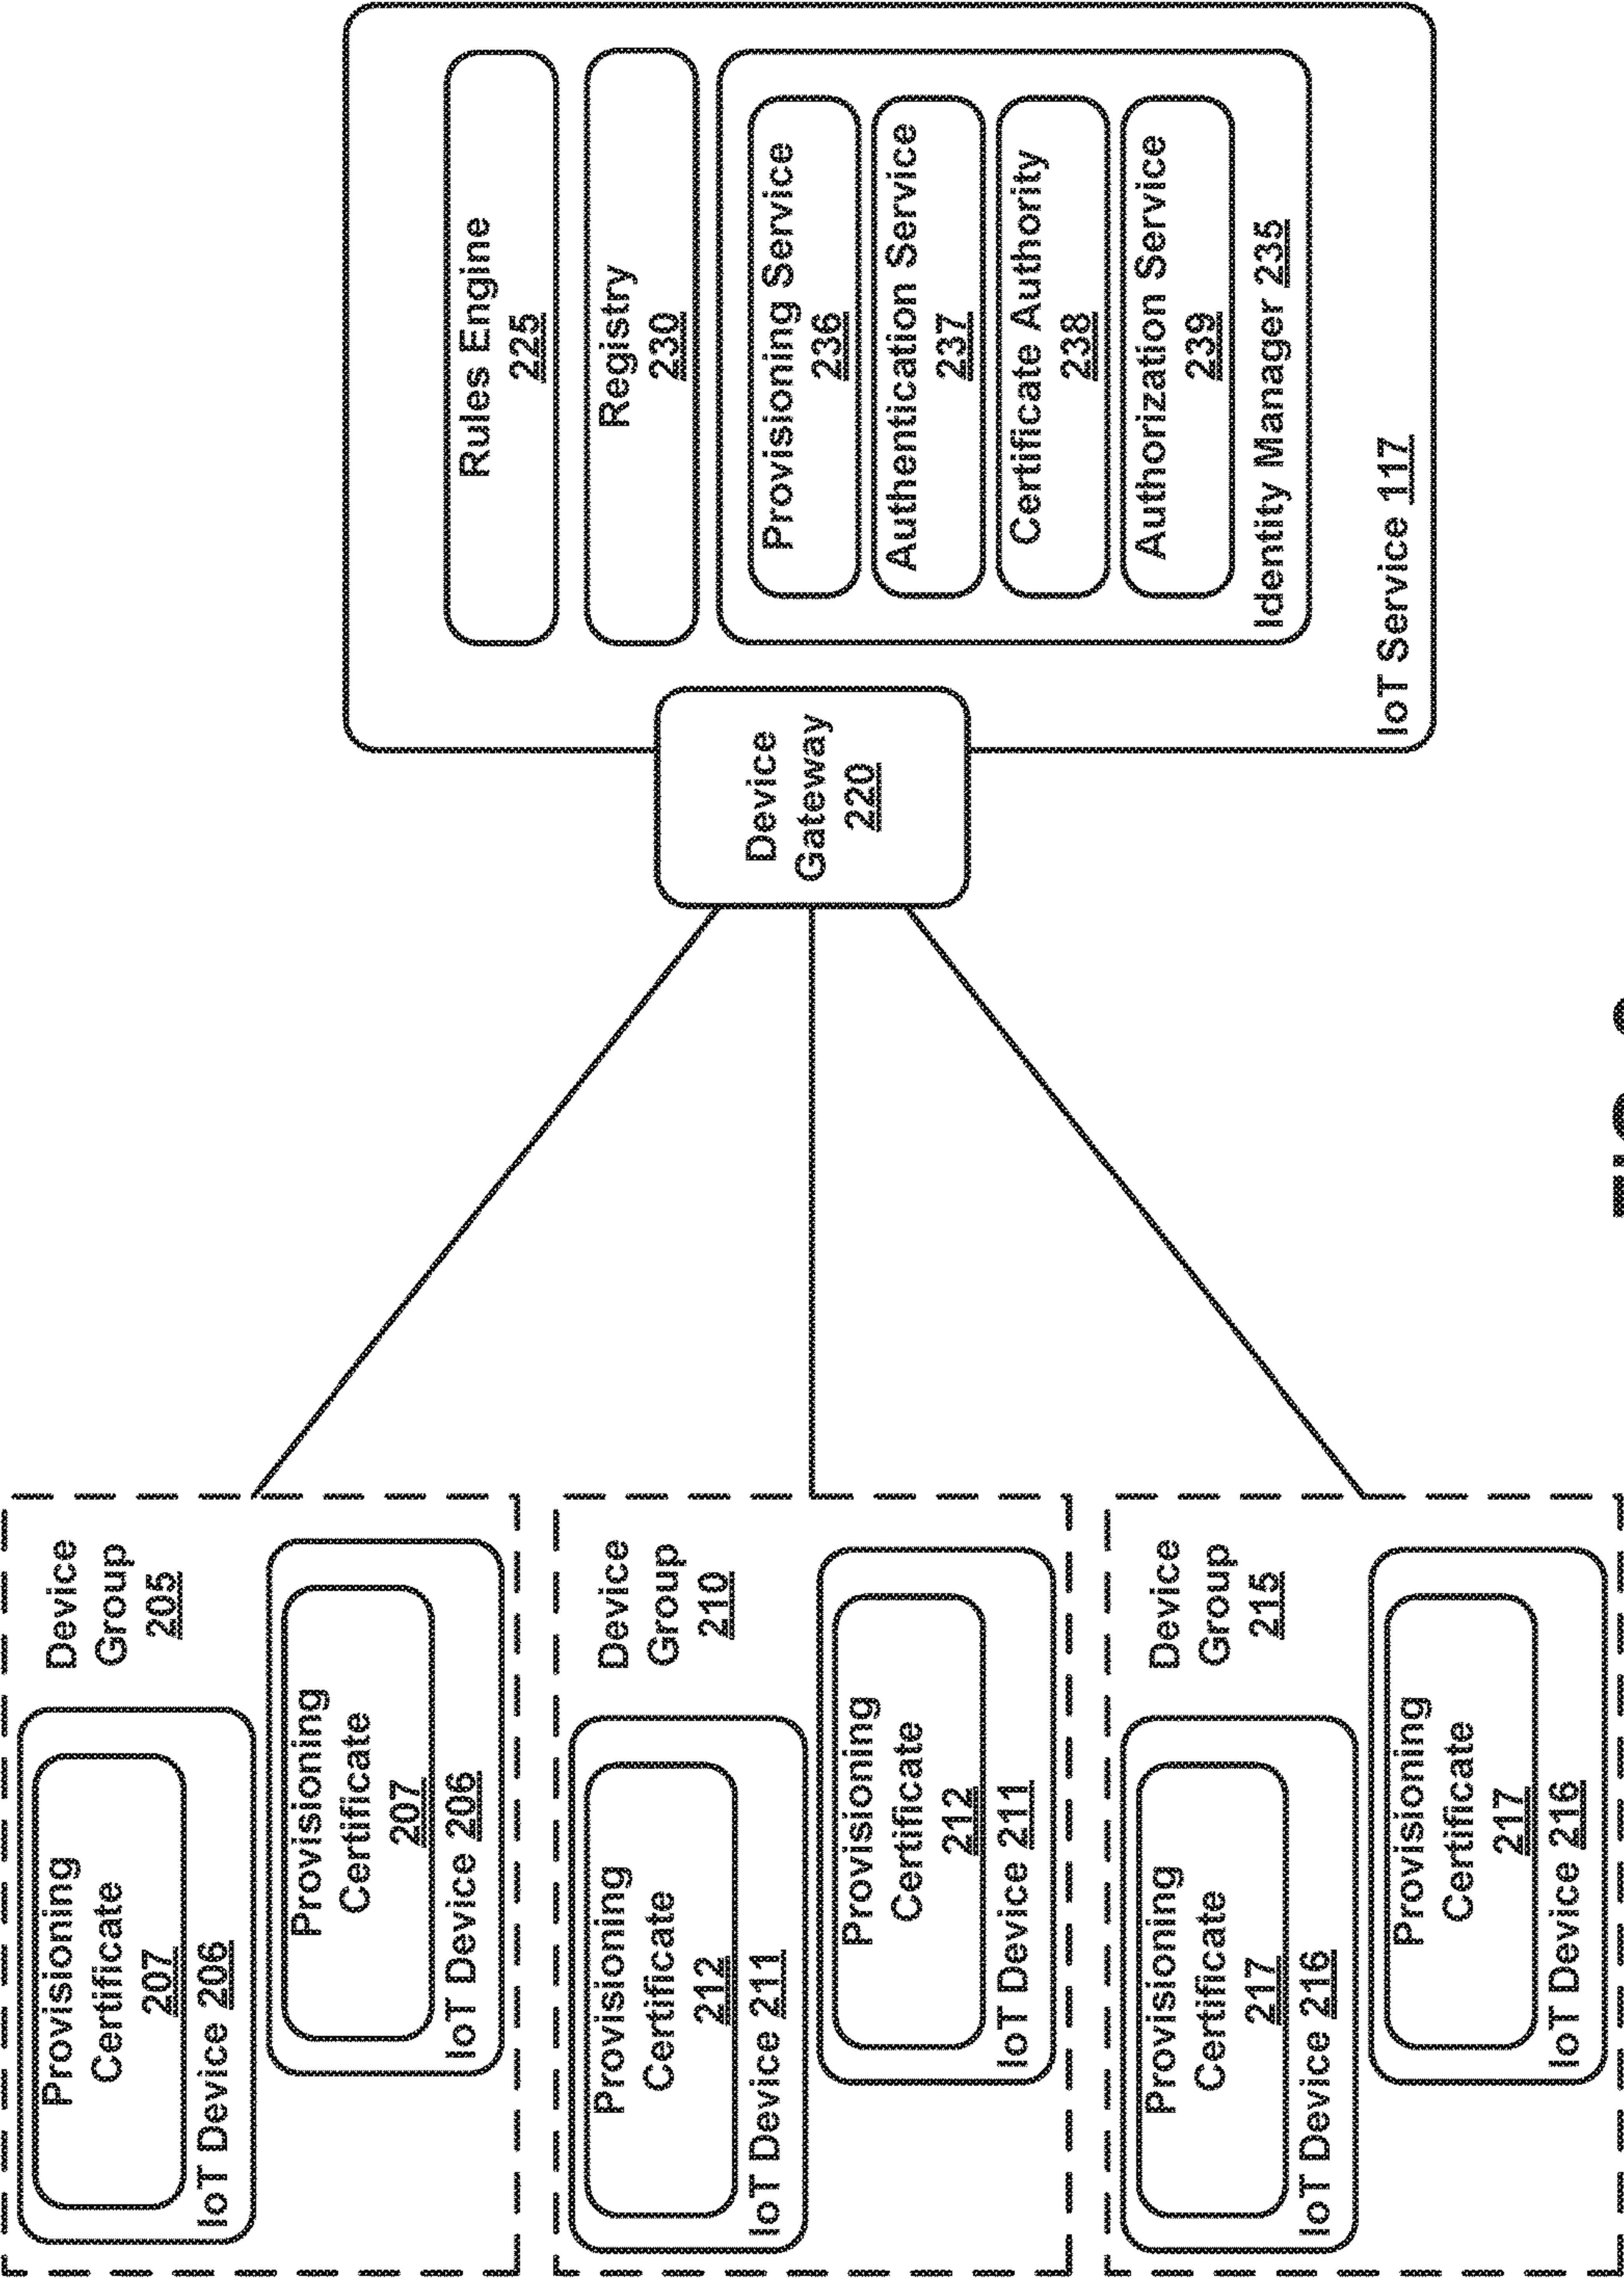 Provisioning
Certificate
207
IoT Device 206
Device
Group
205
Provisioning
Certificate
207
IoT Device 206
Provisioning
Certificate
212
IoT Device 211
Device
Group
210
Provisioning
Certificate
212
IoT Device 211
Provisioning
Certificate
217
IoT Device 216
Device
Group
215
Provisioning
Certificate
217
IoT Device 216
Device
Gateway
220
Rules Engine
225
Registry
230
Provisioning Service
236
Authentication Service
237
Certificate Authority
238
Authorization Service
239
Identity Manager 235
IoT Service 117